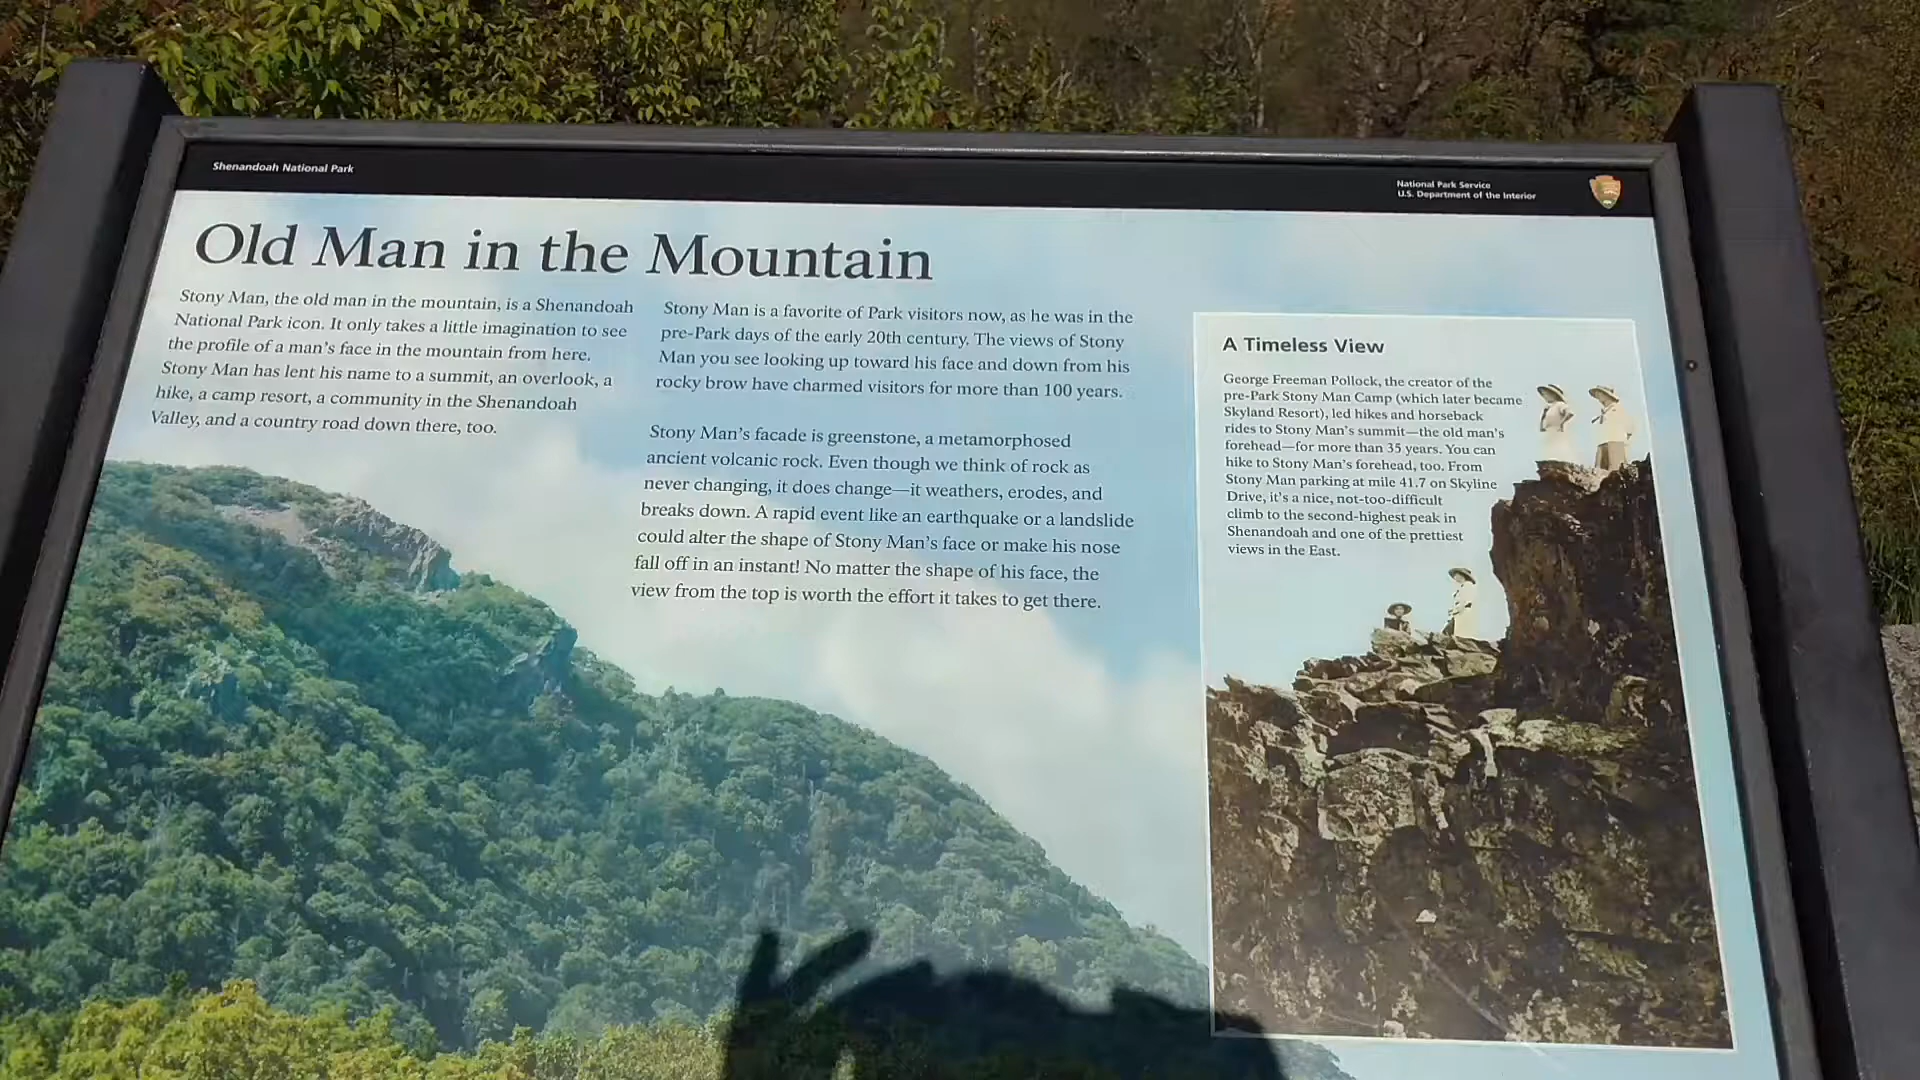 Shenandoah National Park
National Park Service
U.S. Department of the Interior
Old Man in the Mountain
Stony Man, the old man in the mountain, is a Shenandoah
National Park icon. It only takes a little imagination to see
the profile of a man's face in the mountain from here.
Stony Man has lent his name to a summit, an overlook, a
hike, a camp resort, a community in the Shenandoah
Valley, and a country road down there, too.
Stony Man is a favorite of Park visitors now, as he was in the
pre-Park days of the early 20th century. The views of Stony
Man you see looking up toward his face and down from his
rocky brow have charmed visitors for more than 100 years.
Stony Man's facade is greenstone, a metamorphosed
ancient volcanic rock. Even though we think of rock as
never changing, it does change—it weathers, erodes, and
breaks down. A rapid event like an earthquake or a landslide
could alter the shape of Stony Man's face or make his nose
fall off in an instant! No matter the shape of his face, the
view from the top is worth the effort it takes to get there.
A Timeless View
George Freeman Pollock, the creator of the
pre-Park Stony Man Camp (which later became
Skyland Resort), led hikes and horseback
rides to Stony Man's summit—the old man's
forehead—for more than 35 years. You can
hike to Stony Man's forehead, too. From
Stony Man parking at mile 41.7 on Skyline
Drive, it's a nice, not-too-difficult
climb to the second-highest peak in
Shenandoah and one of the prettiest
views in the East.